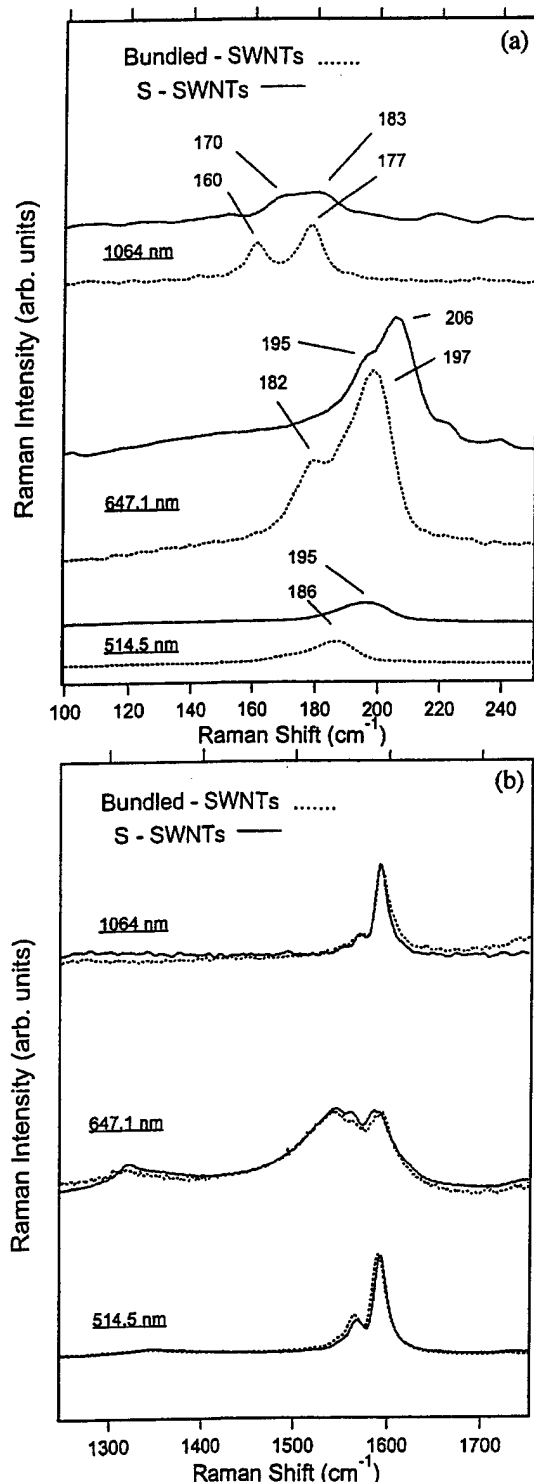 (a)
Bundled - SWNTs .......
S - SWNTs
183
170
177
160
1064 nm
206
195
197
182
647.1 nm
195
186
514.5 nm
Raman Intensity (arb. units)
100 120 140 160 180 200 220 240
Raman Shift (cm-1)
(b)
Bundled - SWNTs .......
S - SWNTs
1064 nm
647.1 nm
514.5 nm
Raman Intensity (arb. units)
1300 1400 1500 1600 1700
Raman Shift (cm-1)